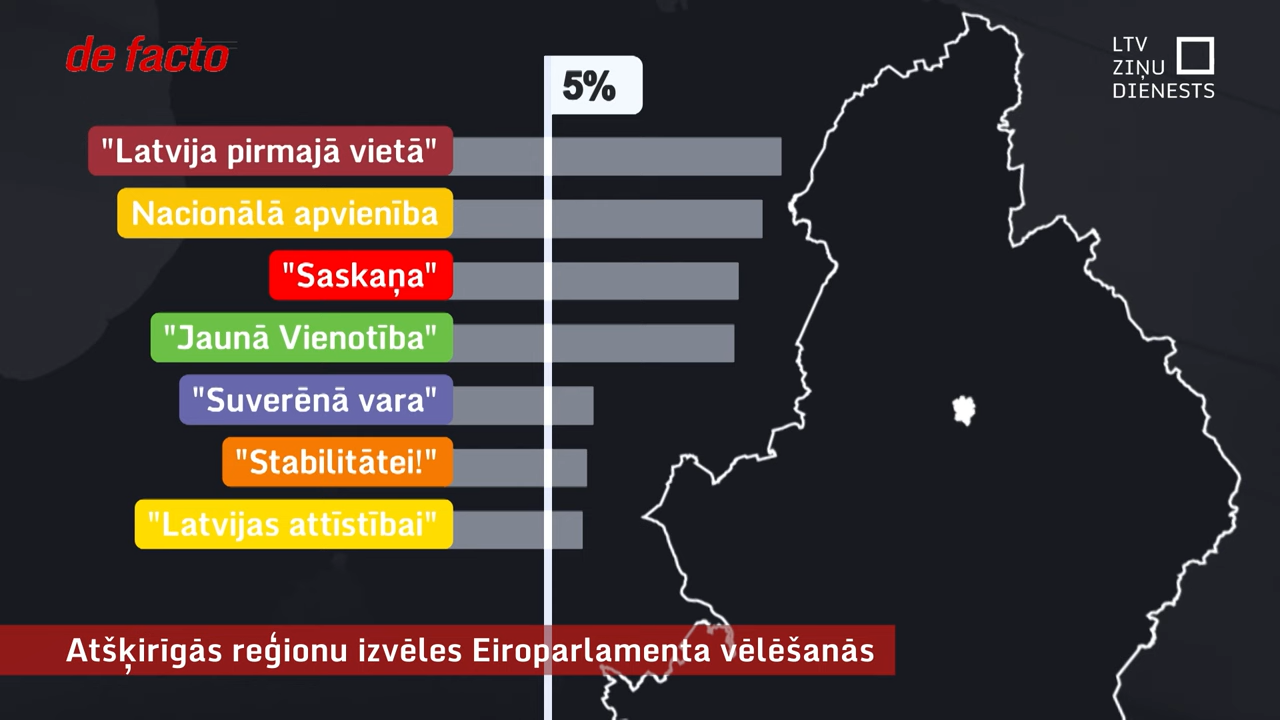 de facto
LTV
ZIŅU
DIENESTS
5%
"Latvija pirmajā vietā"
Nacionālā apvienība
"Saskaņa"
"Jaunā Vienotība"
"Suverēnā vara"
"Stabilitātei!"
"Latvijas attīstībai"
Atšķirīgās reģionu izvēles Eiroparlamenta vēlēšanās